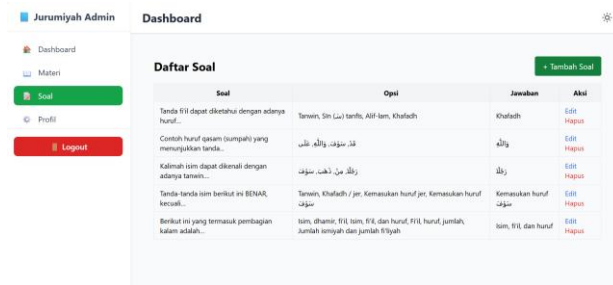 Jurumiyah Admin
Dashboard
Dashboard
Materi
Soal
Profil
Logout
Daftar Soal
+ Tambah Soal
Soal Opsi Jawaban Aksi
Tanda fi'il dapat diketahui dengan adanya
huruf...
Tanwin, Sin (سَ) tanfis, Alif-lam, Khafadh
Khafadh
Edit
Hapus
Contoh huruf qasam (sumpah) yang
menunjukkan tanda...
قَدْ, سَوْفَ, وَاللَّهِ, عَلَى
وَاللَّهِ
Edit
Hapus
Kalimah isim dapat dikenali dengan
adanya tanwin...
رَجُلٌ, مِنْ, ذَهَبَ, سَوْفَ
رَجُلٌ
Edit
Hapus
Tanda-tanda isim berikut ini BENAR,
kecuali...
Tanwin, Khafadh / jer, Kemasukan huruf jer, Kemasukan huruf
سَوْفَ
Kemasukan huruf
سَوْفَ
Edit
Hapus
Berikut ini yang termasuk pembagian
kalam adalah...
Isim, dhamir, fi'il, Isim, fi'il, dan huruf, Fi'il, huruf, jumlah,
Jumlah ismiyah dan jumlah fi'liyah
Isim, fi'il, dan huruf
Edit
Hapus